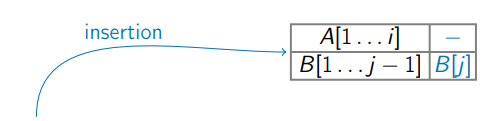 insertion
A[1 … i] −
B[1 … j − 1] B[j]